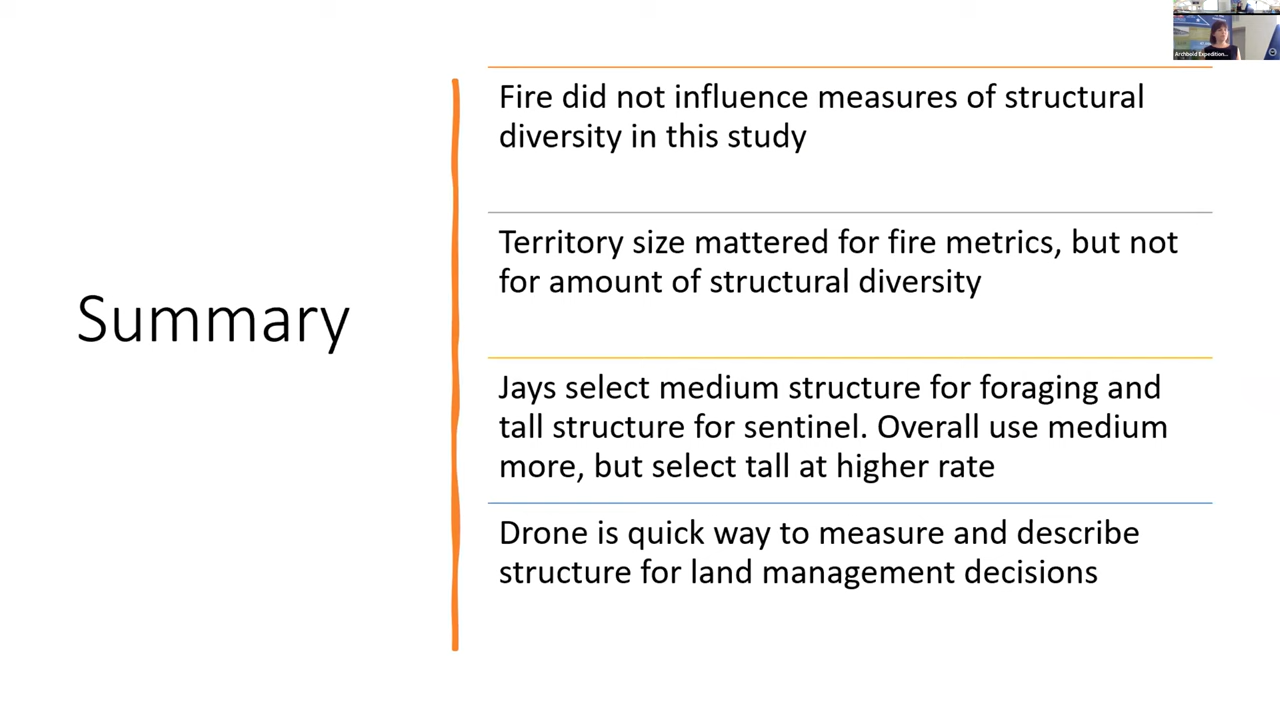 Archbold Expedition...
Fire did not influence measures of structural
diversity in this study
Territory size mattered for fire metrics, but not
for amount of structural diversity
Summary
Jays select medium structure for foraging and
tall structure for sentinel. Overall use medium
more, but select tall at higher rate
Drone is quick way to measure and describe
structure for land management decisions